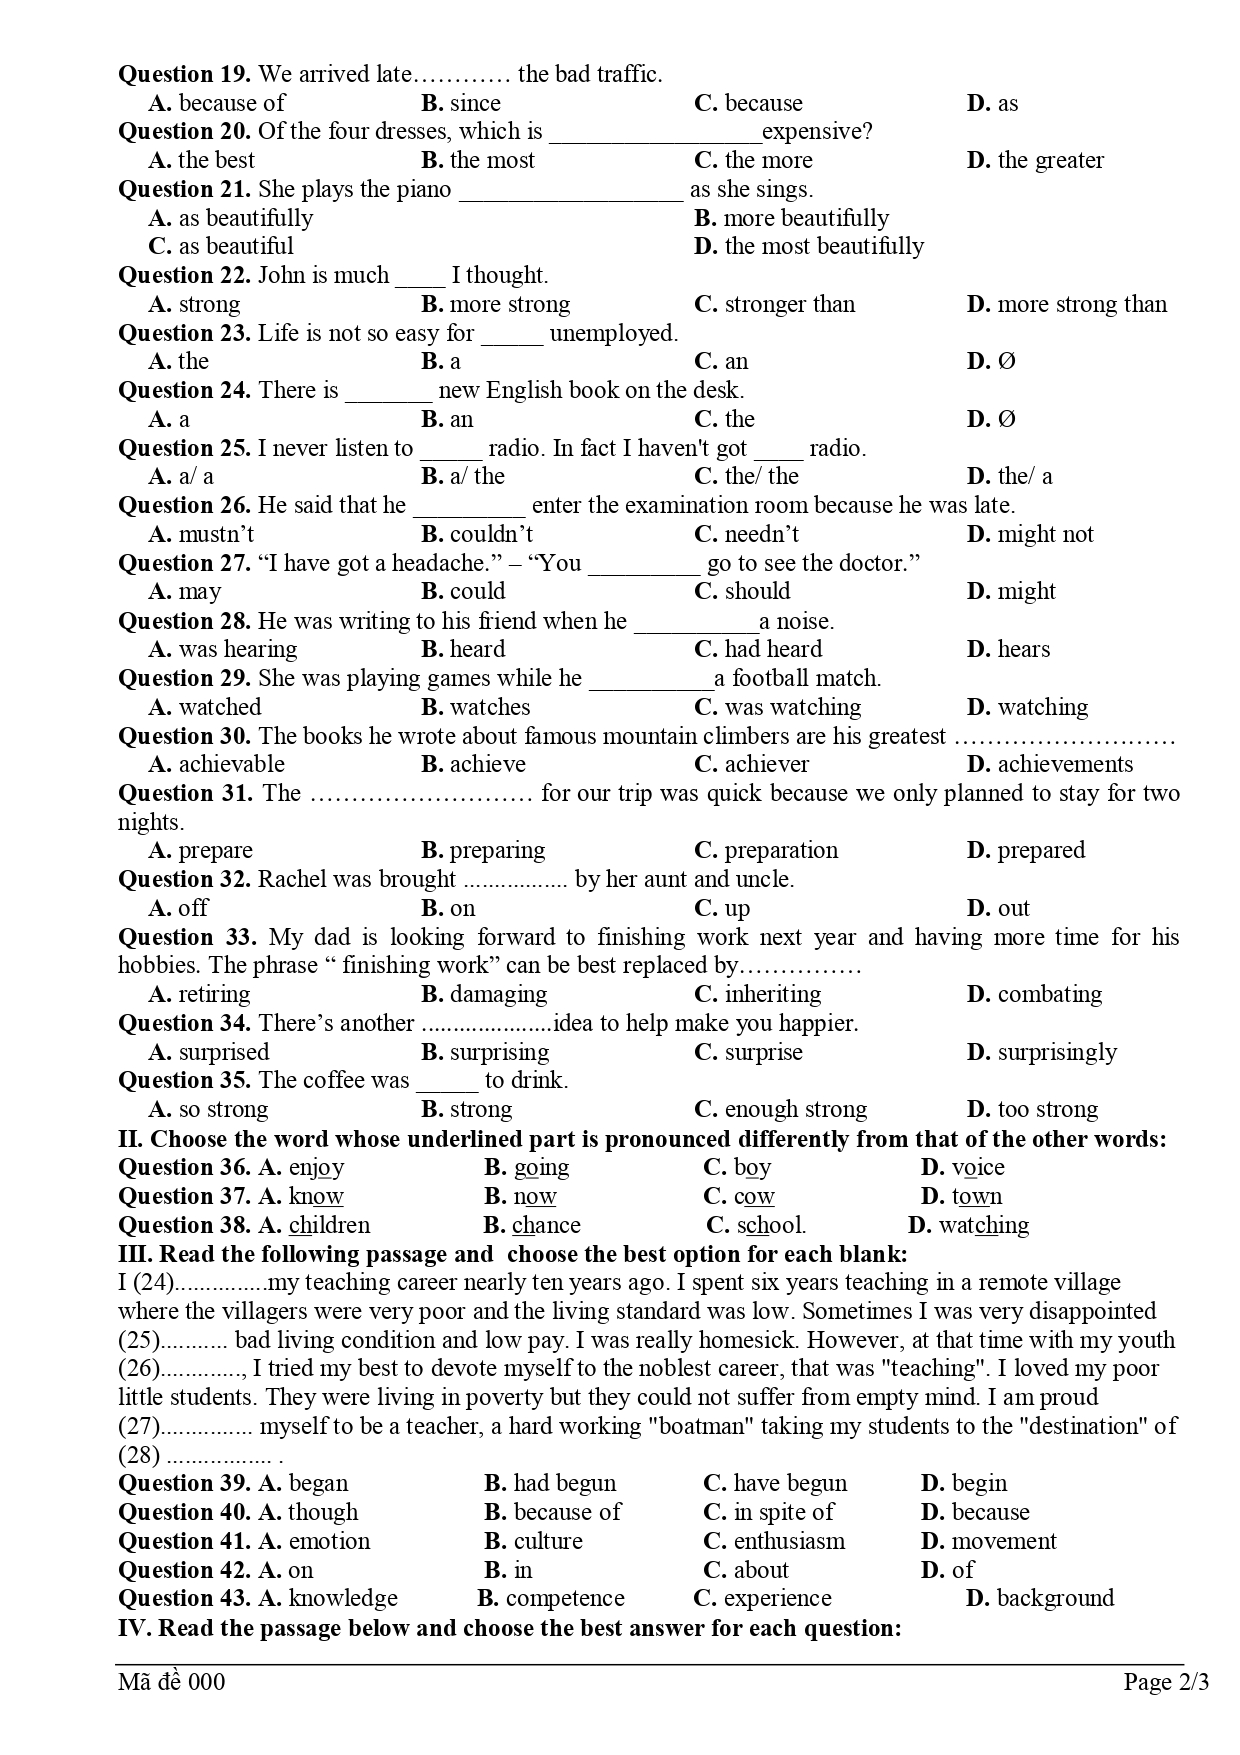 Question 19. We arrived late………… the bad traffic.
A. because of B. since C. because D. as
Question 20. Of the four dresses, which is _________________expensive?
A. the best B. the most C. the more D. the greater
Question 21. She plays the piano __________________ as she sings.
A. as beautifully B. more beautifully
C. as beautiful D. the most beautifully
Question 22. John is much ____ I thought.
A. strong B. more strong C. stronger than D. more strong than
Question 23. Life is not so easy for _____ unemployed.
A. the B. a C. an D. Ø
Question 24. There is _______ new English book on the desk.
A. a B. an C. the D. Ø
Question 25. I never listen to _____ radio. In fact I haven't got ____ radio.
A. a/ a B. a/ the C. the/ the D. the/ a
Question 26. He said that he _________ enter the examination room because he was late.
A. mustn’t B. couldn’t C. needn’t D. might not
Question 27. “I have got a headache.” – “You _________ go to see the doctor.”
A. may B. could C. should D. might
Question 28. He was writing to his friend when he __________a noise.
A. was hearing B. heard C. had heard D. hears
Question 29. She was playing games while he __________a football match.
A. watched B. watches C. was watching D. watching
Question 30. The books he wrote about famous mountain climbers are his greatest ………………………
A. achievable B. achieve C. achiever D. achievements
Question 31. The ……………………… for our trip was quick because we only planned to stay for two
nights.
A. prepare B. preparing C. preparation D. prepared
Question 32. Rachel was brought ................. by her aunt and uncle.
A. off B. on C. up D. out
Question 33. My dad is looking forward to finishing work next year and having more time for his
hobbies. The phrase “ finishing work” can be best replaced by……………
A. retiring B. damaging C. inheriting D. combating
Question 34. There’s another .....................idea to help make you happier.
A. surprised B. surprising C. surprise D. surprisingly
Question 35. The coffee was _____ to drink.
A. so strong B. strong C. enough strong D. too strong
II. Choose the word whose underlined part is pronounced differently from that of the other words:
Question 36. A. enjoy B. going C. boy D. voice
Question 37. A. know B. now C. cow D. town
Question 38. A. children B. chance C. school. D. watching
III. Read the following passage and choose the best option for each blank:
I (24)...............my teaching career nearly ten years ago. I spent six years teaching in a remote village
where the villagers were very poor and the living standard was low. Sometimes I was very disappointed
(25)........... bad living condition and low pay. I was really homesick. However, at that time with my youth
(26)............., I tried my best to devote myself to the noblest career, that was "teaching". I loved my poor
little students. They were living in poverty but they could not suffer from empty mind. I am proud
(27)............... myself to be a teacher, a hard working "boatman" taking my students to the "destination" of
(28) ................. .
Question 39. A. began B. had begun C. have begun D. begin
Question 40. A. though B. because of C. in spite of D. because
Question 41. A. emotion B. culture C. enthusiasm D. movement
Question 42. A. on B. in C. about D. of
Question 43. A. knowledge B. competence C. experience D. background
IV. Read the passage below and choose the best answer for each question:
Mã đề 000 Page 2/3